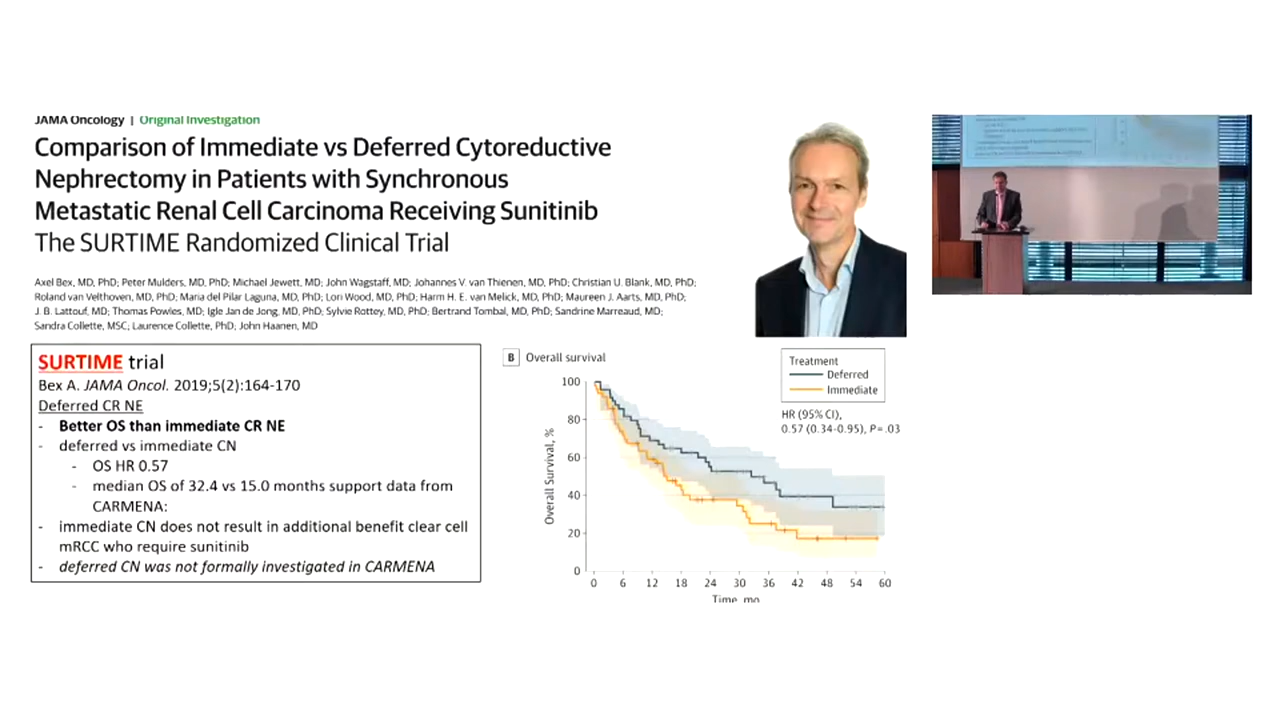 JAMA Oncology | Original Investigation
Comparison of Immediate vs Deferred Cytoreductive
Nephrectomy in Patients with Synchronous
Metastatic Renal Cell Carcinoma Receiving Sunitinib
The SURTIME Randomized Clinical Trial
Axel Bex, MD, PhD; Peter Mulders, MD, PhD; Michael Jewett, MD; John Wagstaff, MD; Johannes V. van Thienen, MD, PhD; Christian U. Blank, MD, PhD;
Roland van Velthoven, MD, PhD; Maria del Pilar Laguna, MD, PhD; Lori Wood, MD, PhD; Harm H. E. van Melick, MD, PhD; Maureen J. Aarts, MD, PhD;
J. B. Lattouf, MD; Thomas Powles, MD; Igle Jan de Jong, MD, PhD; Sylvie Rottey, MD, PhD; Bertrand Tombal, MD, PhD; Sandrine Marreaud, MD;
Sandra Collette, MSC; Laurence Collette, PhD; John Haanen, MD
SURTIME trial
Bex A. JAMA Oncol. 2019;5(2):164-170
Deferred CR NE
- Better OS than immediate CR NE
- deferred vs immediate CN
- OS HR 0.57
- median OS of 32.4 vs 15.0 months support data from
CARMENA:
- immediate CN does not result in additional benefit clear cell
mRCC who require sunitinib
- deferred CN was not formally investigated in CARMENA
B Overall survival
Treatment
Deferred
Immediate
HR (95% CI),
0.57 (0.34-0.95), P=.03
Overall Survival, %
100
80
60
40
20
0
0 6 12 18 24 30 36 42 48 54 60
Time, mo